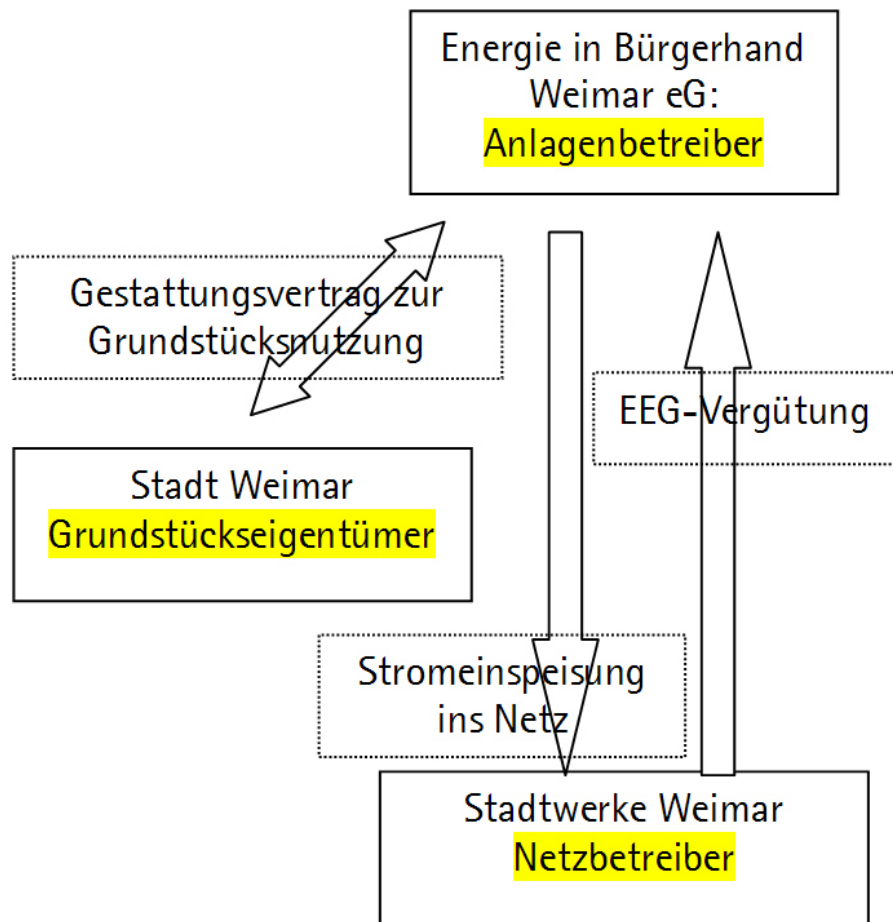 Energie in Bürgerhand
Weimar eG:
Anlagenbetreiber
Gestattungsvertrag zur
Grundstücksnutzung
EEG-Vergütung
Stadt Weimar
Grundstückseigentümer
Stromeinspeisung
ins Netz
Stadtwerke Weimar
Netzbetreiber